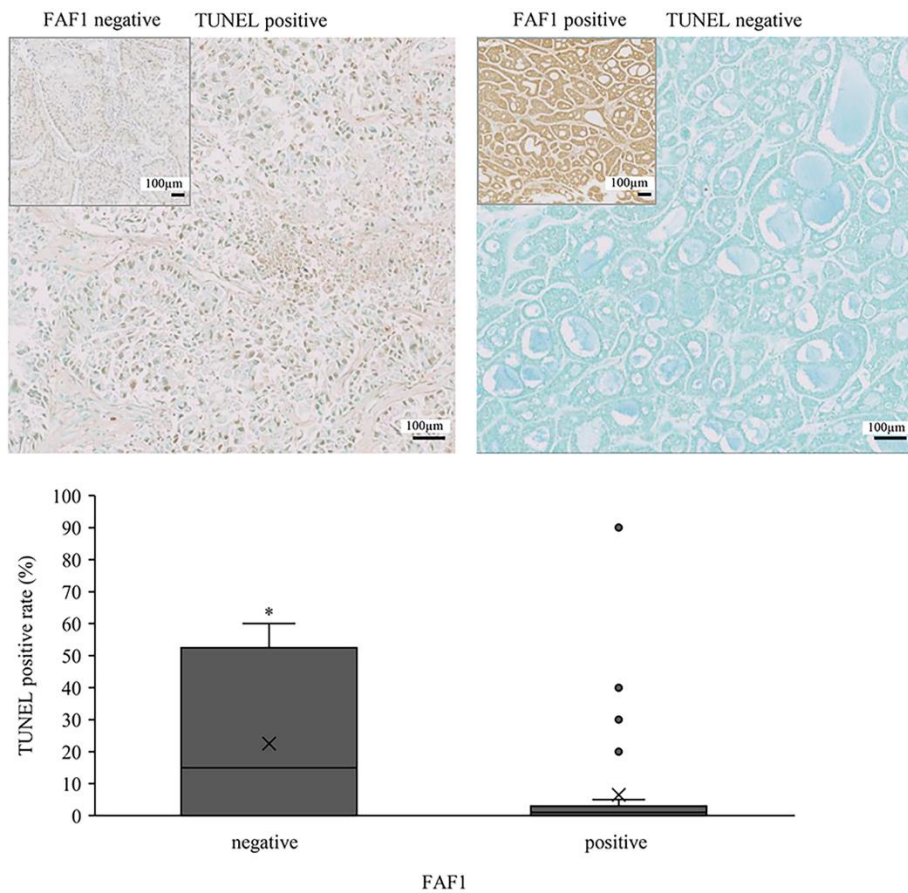 FAF1 negative TUNEL positive
FAF1 positive TUNEL negative
100μm
100μm
100μm
100μm
TUNEL positive rate (%)
100
90
80
70
60
50
40
30
20
10
0
*
negative positive
FAF1